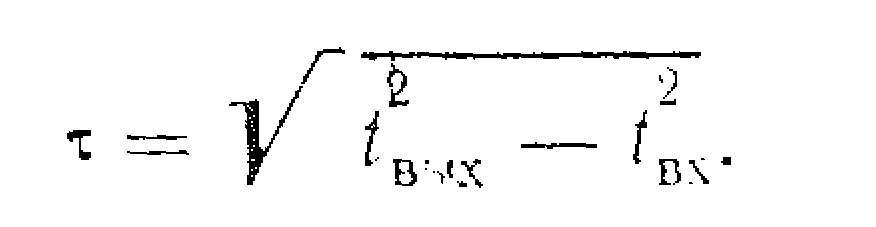 τ = √(t²вых — t²вх.